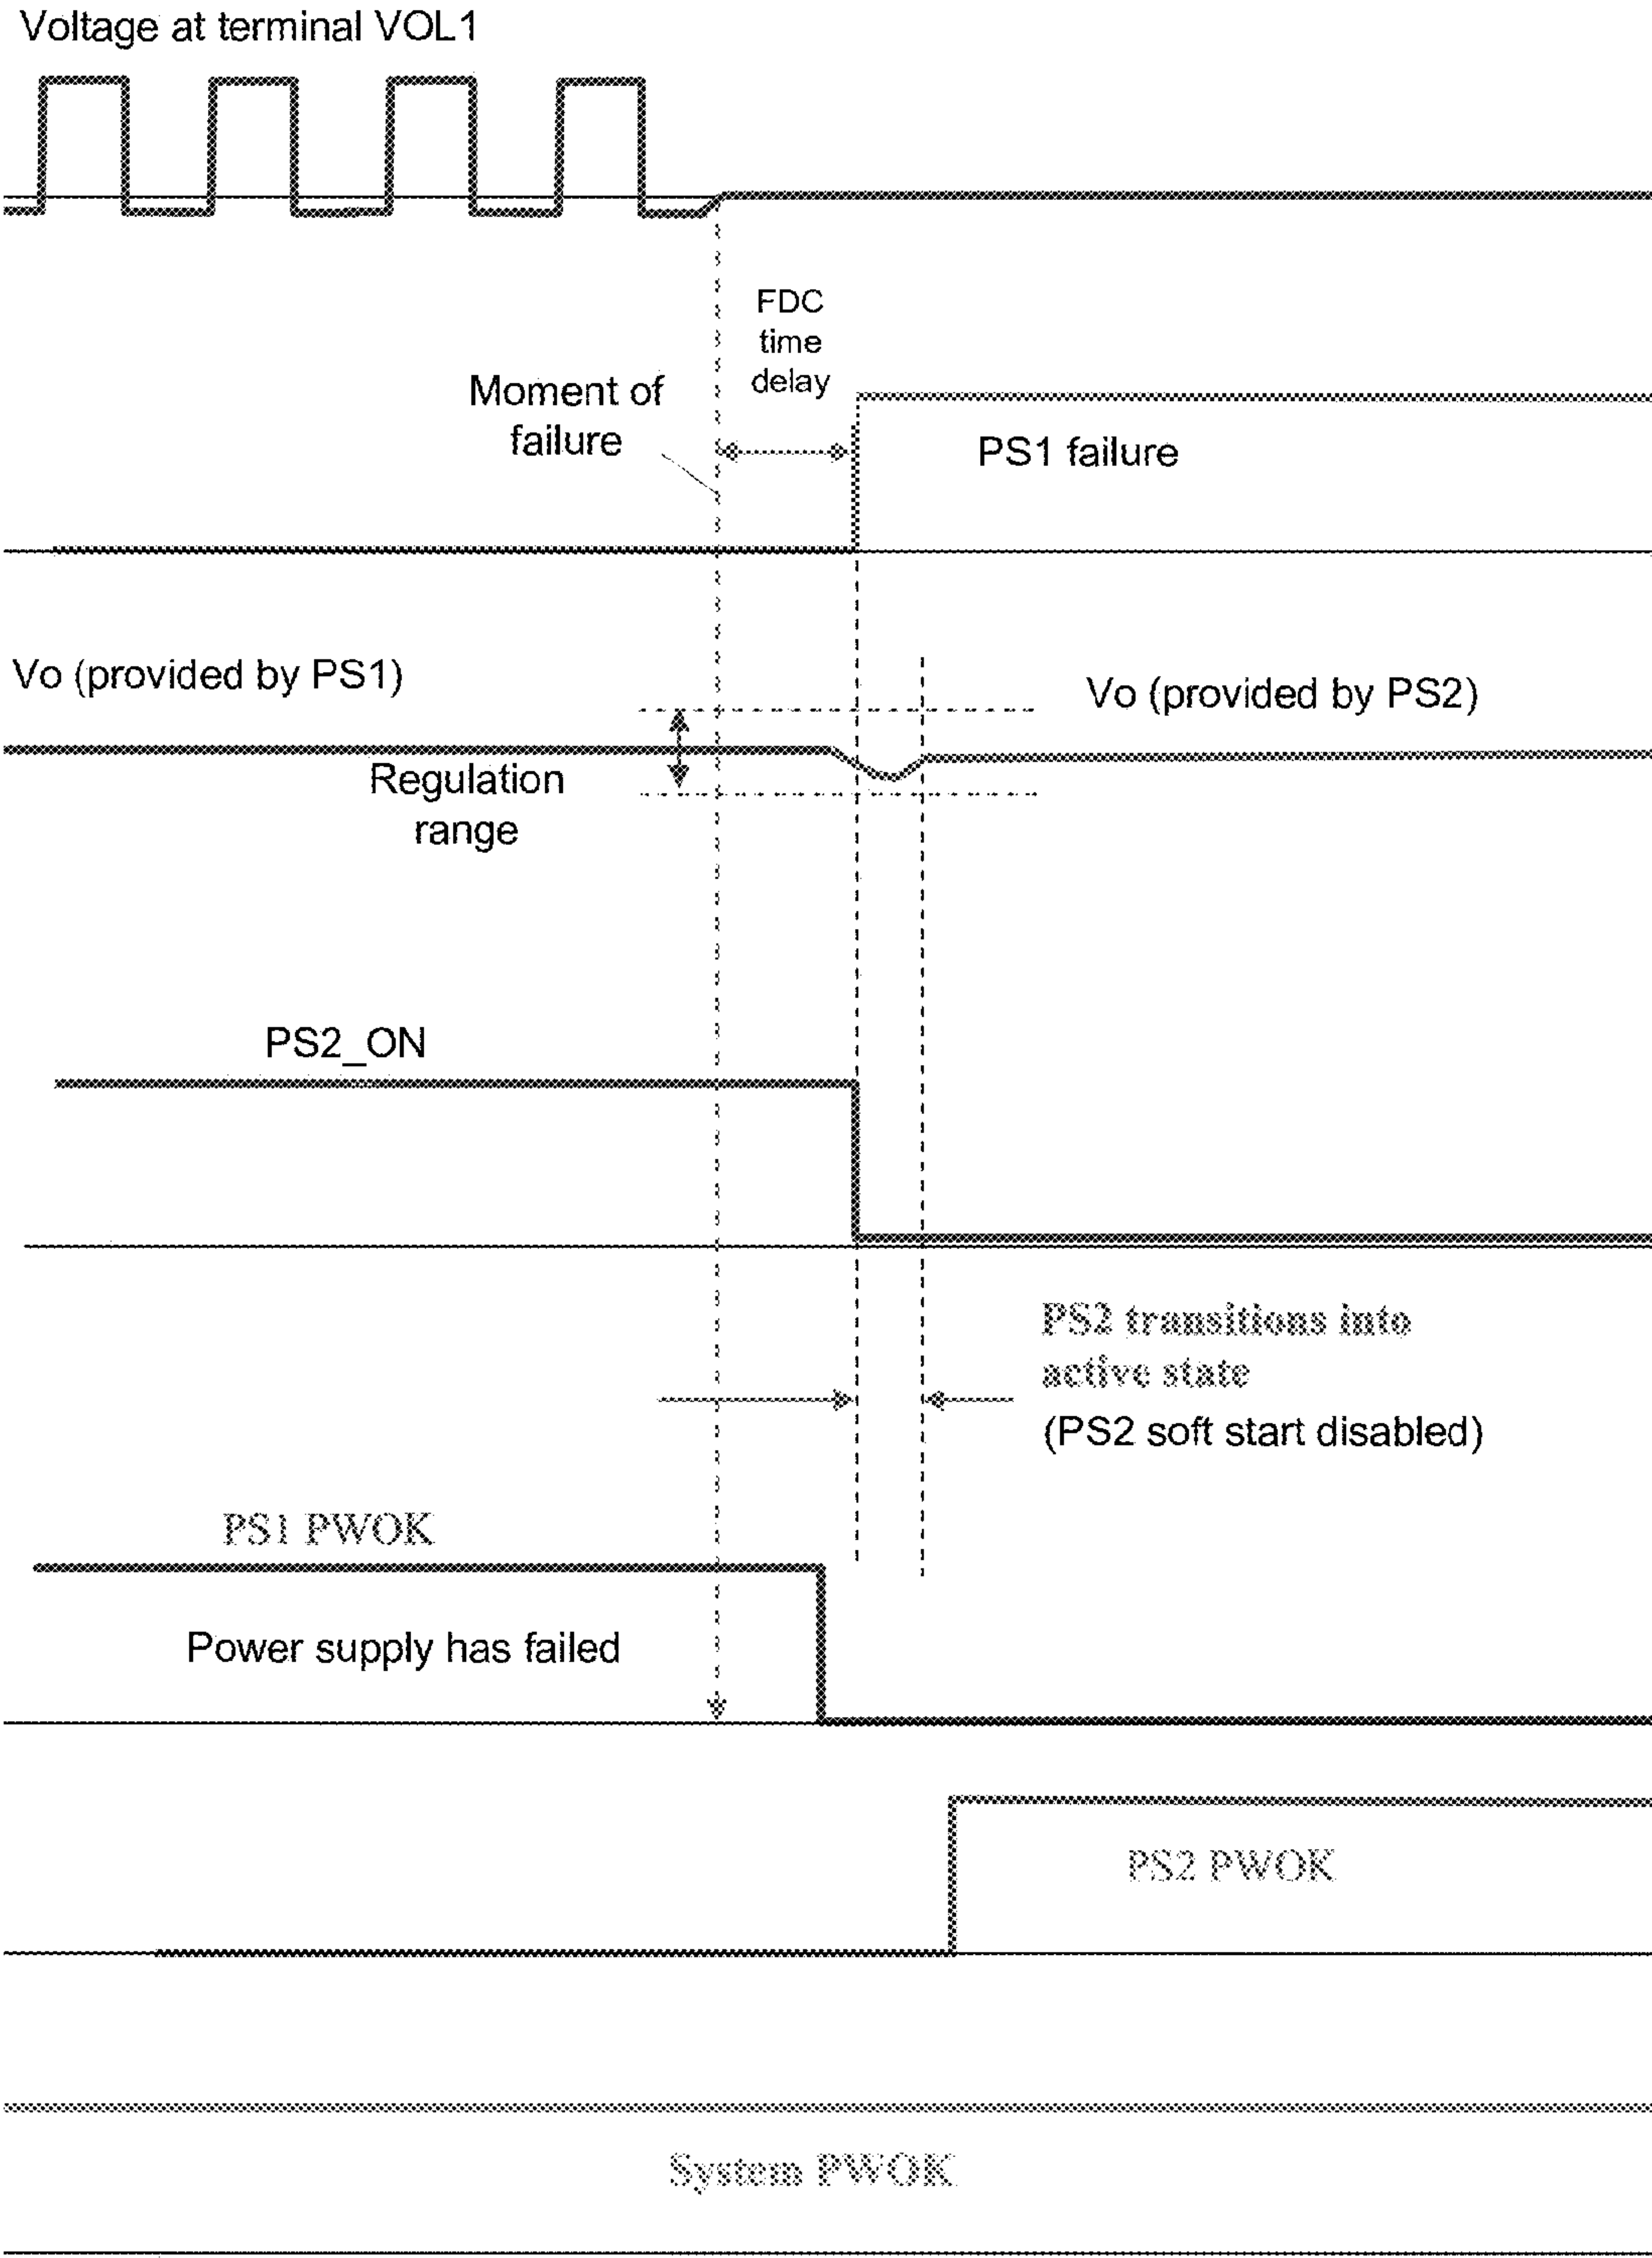 Voltage at terminal VOL1
FDC
time
delay
Moment of
failure
PS1 failure
Vo (provided by PS1)
Vo (provided by PS2)
Regulation
range
PS2_ON
PS2 transitions into
active state
(PS2 soft start disabled)
PS1 PWOK
Power supply has failed
PS2 PWOK
System PWOK